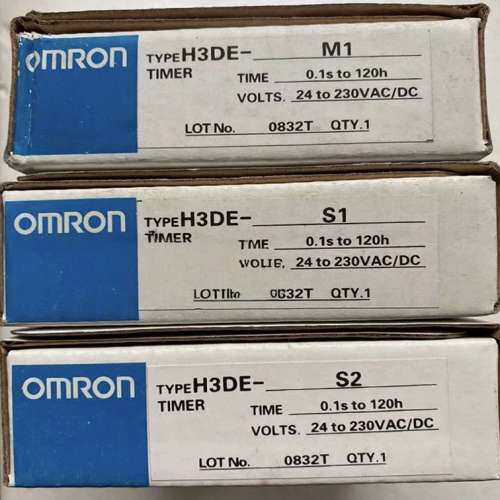 OMRON TYPE H3DE- M1
TIMER TIME 0.1s to 120h
VOLTS. 24 to 230VAC/DC
LOT No. 0832T QTY.1
OMRON TYPE H3DE- S1
TIMER TME 0.1s to 120h
24 to 230VAC/DC
QTY.1
OMRON TYPE H3DE- S2
TIMER TIME 0.1s to 120h
VOLTS. 24 to 230VAC/DC
LOT No. 0832T QTY.1